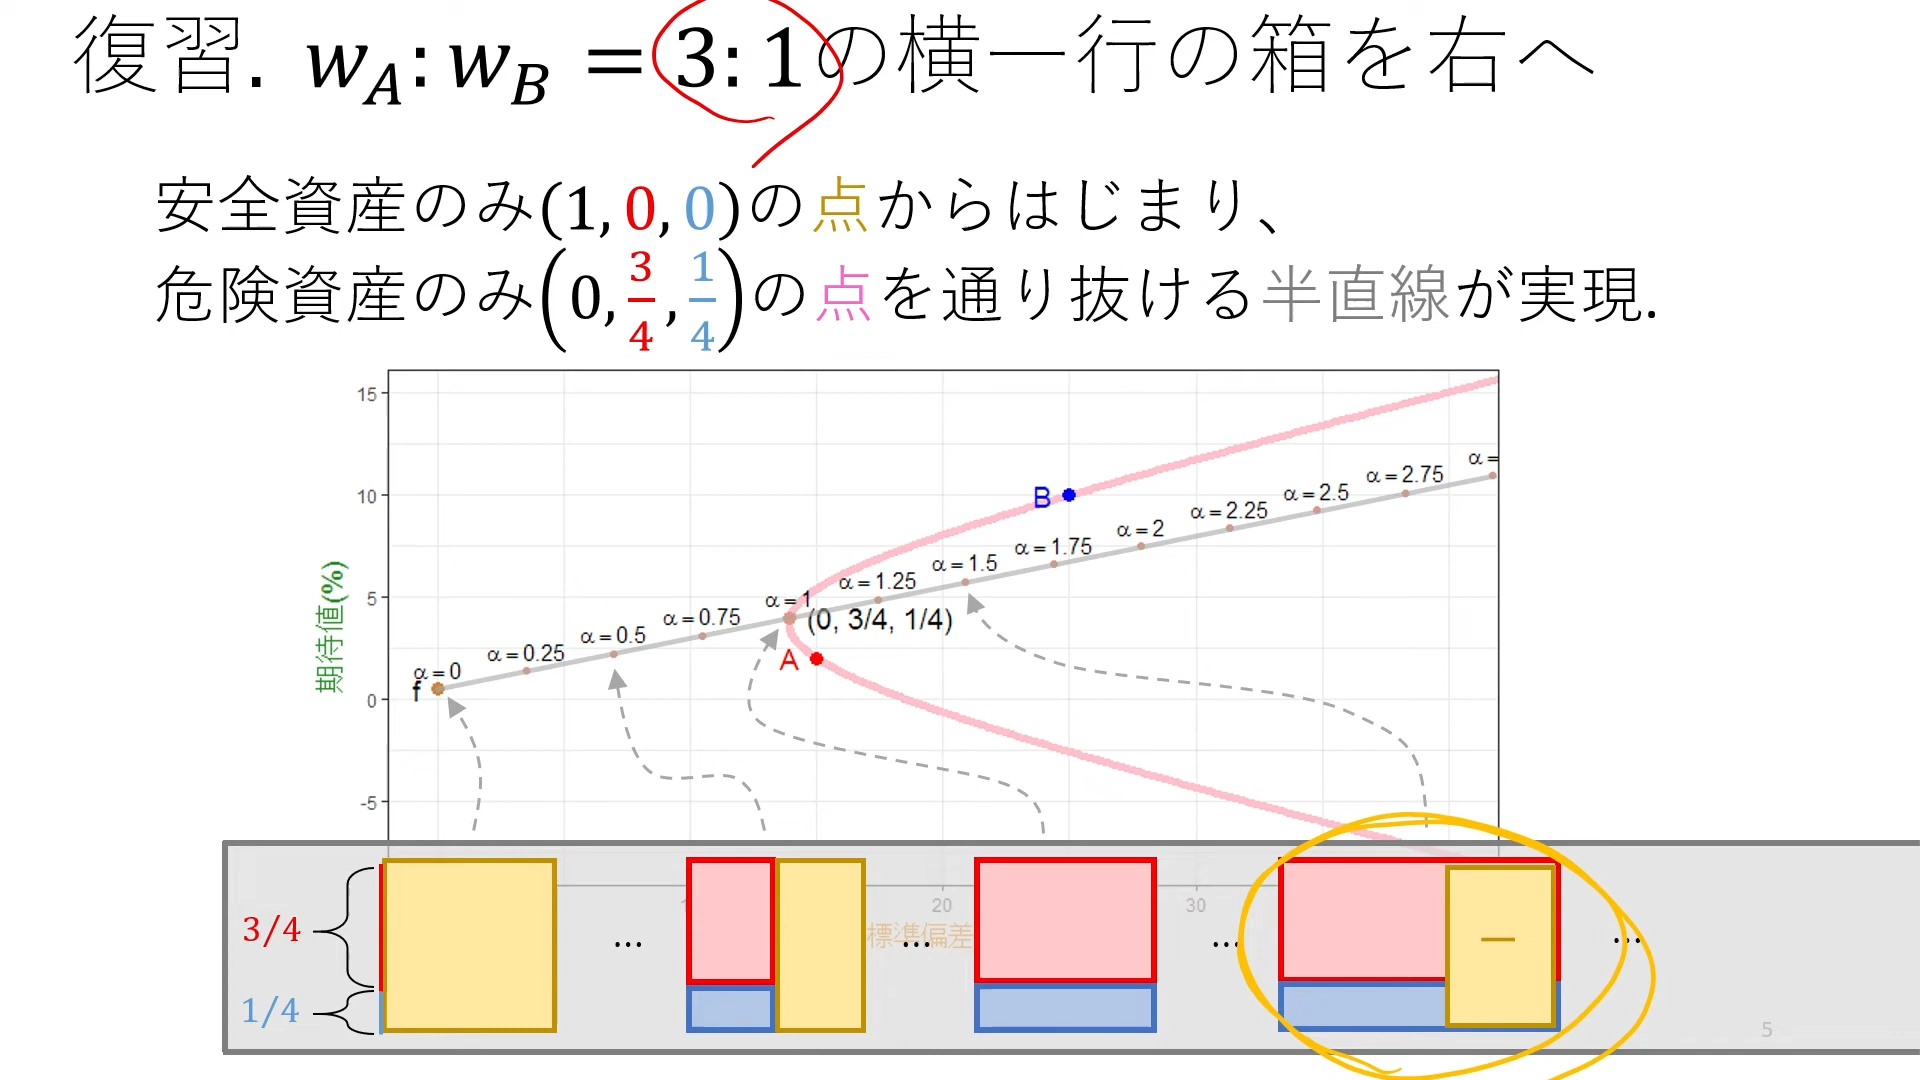 復習. w_A : w_B = 3:1の横一行の箱を右へ
安全資産のみ(1, 0, 0)の点からはじまり、
危険資産のみ(0, 3/4, 1/4)の点を通り抜ける半直線が実現.
15
10
5
0
-5
期待値(%)
α = 0
α = 0.25
α = 0.5
α = 0.75
α = 1
α = 1.25
α = 1.5
α = 1.75
α = 2
α = 2.25
α = 2.5
α = 2.75
α =
f
A
B
(0, 3/4, 1/4)
20
30
標準偏差
3/4
1/4
...
...
...
...
—
5